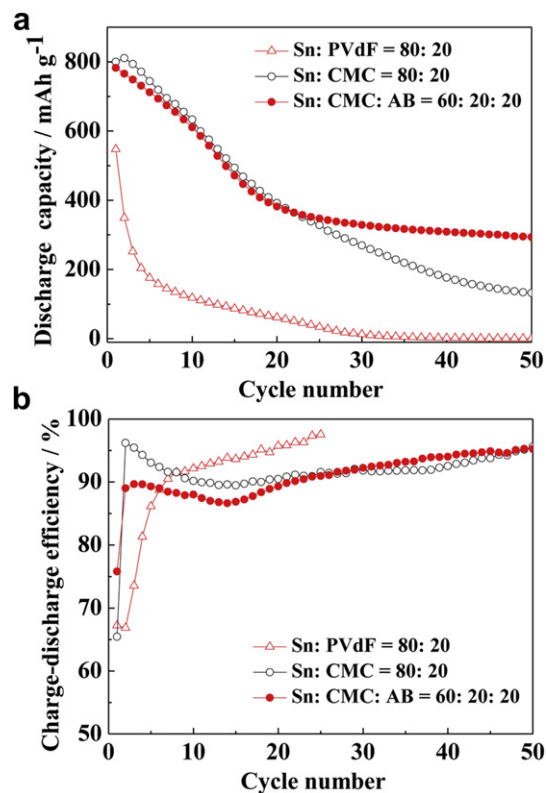 a
Discharge capacity / mAh g-1
800
600
400
200
0
Sn: PVdF = 80: 20
Sn: CMC = 80: 20
Sn: CMC: AB = 60: 20: 20
0 10 20 30 40 50
Cycle number
b
Charge-discharge efficiency / %
100
90
80
70
60
50
Sn: PVdF = 80: 20
Sn: CMC = 80: 20
Sn: CMC: AB = 60: 20: 20
0 10 20 30 40 50
Cycle number